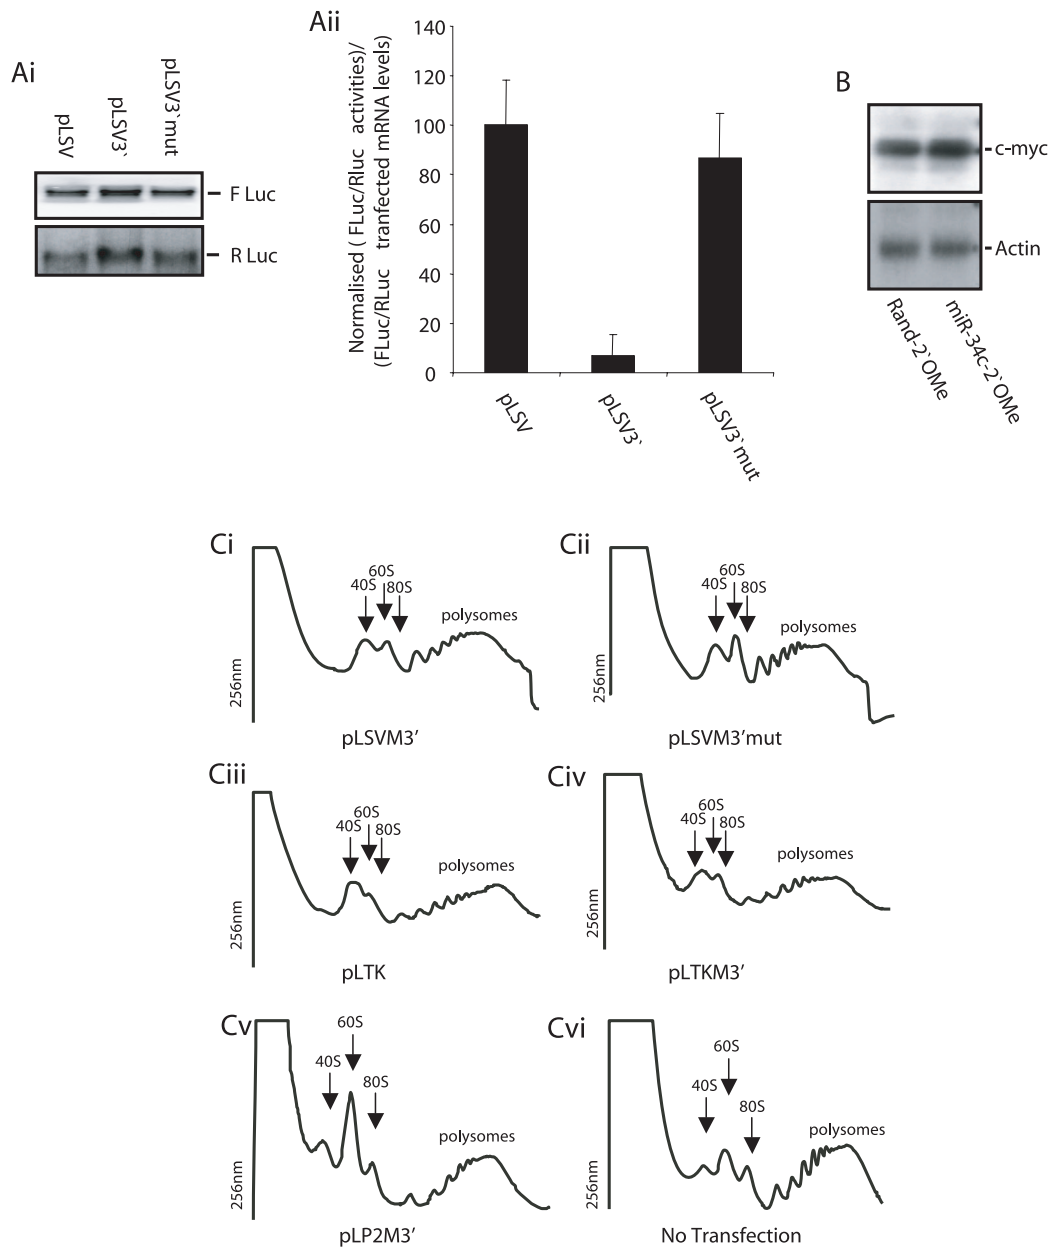 Ai
pLSV
pLSV3`
pLSV3`mut
F Luc
R Luc
Aii
Normalised ( FLuc/Rluc activities)/
(FLuc/RLuc tranfected mRNA levels)
140
120
100
80
60
40
20
0
pLSV
pLSV3`
pLSV3`mut
B
c-myc
Actin
Rand-2`OMe
miR-34c-2`OMe
Ci
256nm
40S
60S
80S
polysomes
pLSVM3'
Cii
256nm
40S
60S
80S
polysomes
pLSVM3'mut
Ciii
256nm
40S
60S
80S
polysomes
pLTK
Civ
256nm
40S
60S
80S
polysomes
pLTKM3'
Cv
256nm
40S
60S
80S
polysomes
pLP2M3'
Cvi
256nm
40S
60S
80S
polysomes
No Transfection